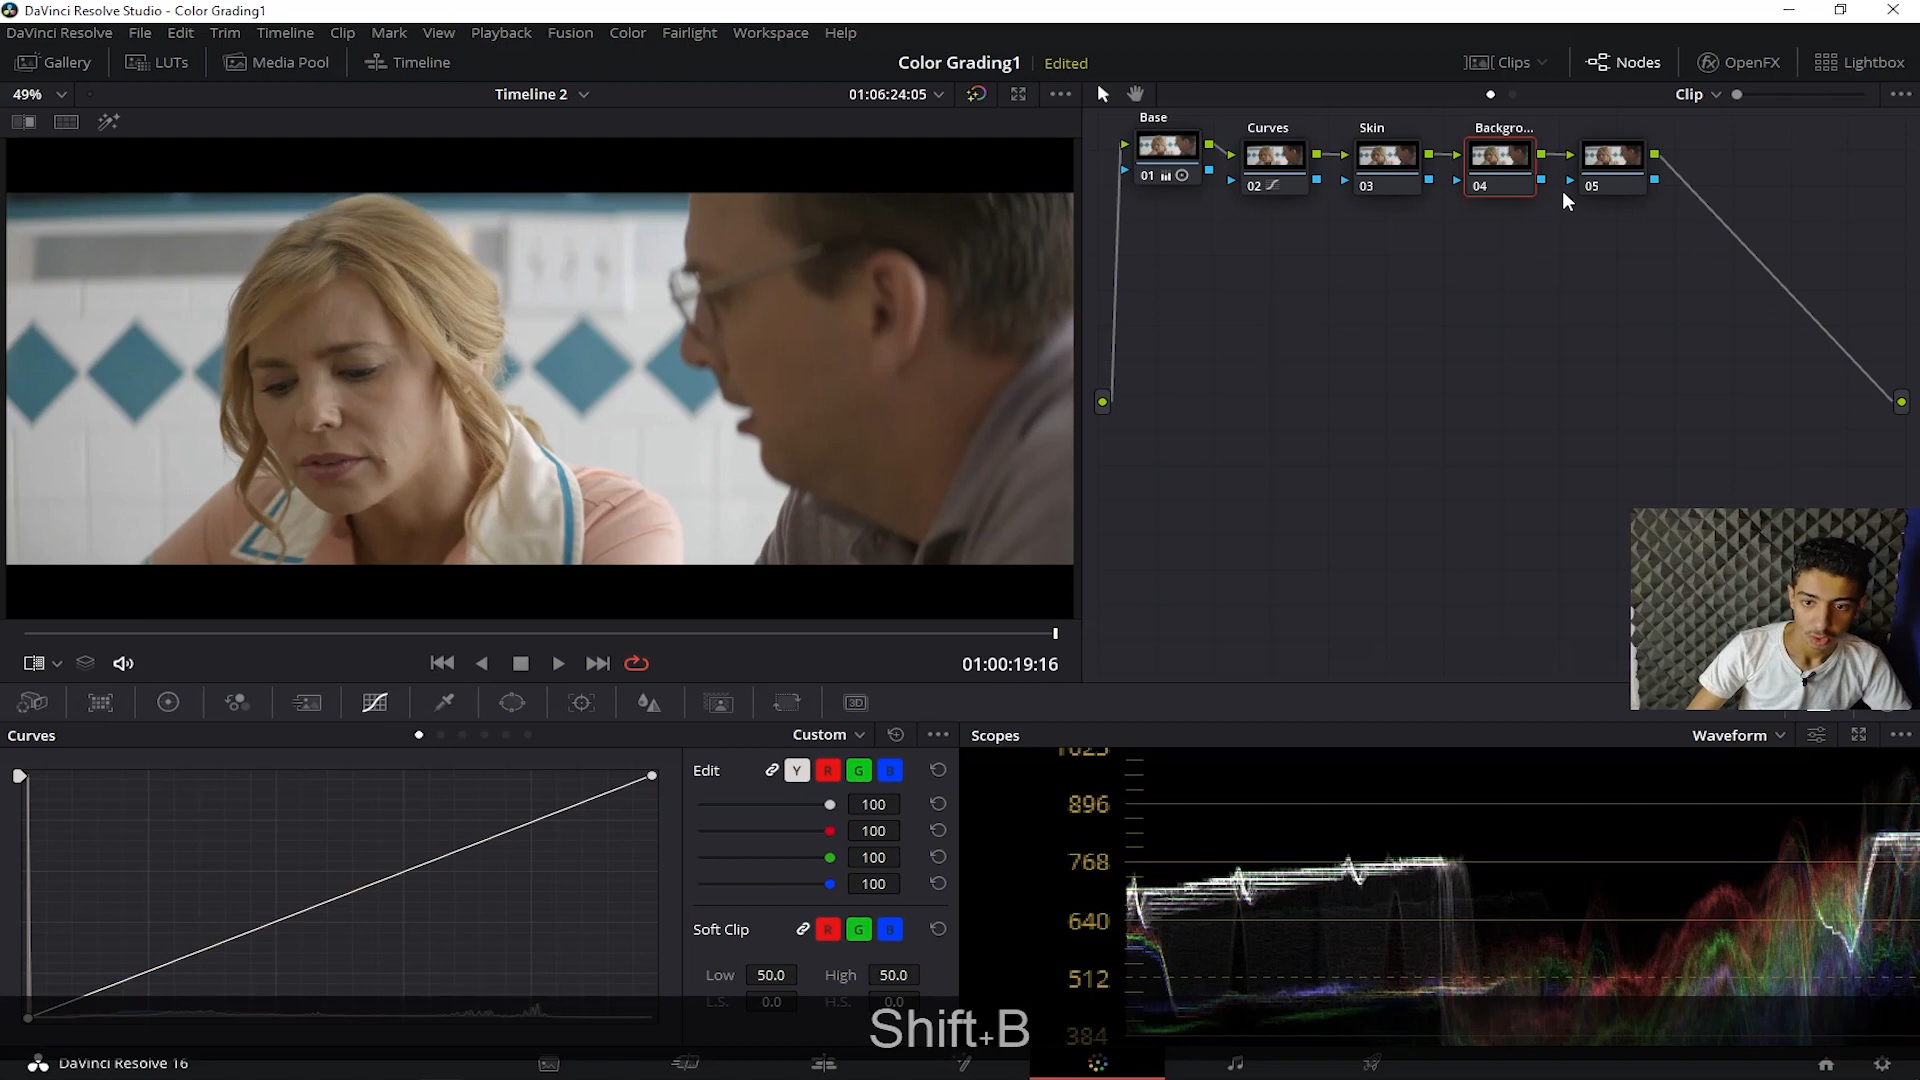 DaVinci Resolve Studio - Color Grading1
DaVinci Resolve File Edit Trim Timeline Clip Mark View Playback Fusion Color Fairlight Workspace Help
Gallery LUTs Media Pool Timeline Color Grading1 Edited Clips Nodes OpenFX Lightbox
49% Timeline 2 01:06:24:05 Clip
Base
Curves
Skin
Backgro...
01
02
03
04
05
01:00:19:16
3D
Curves Custom Scopes Waveform
Edit Y R G B
100
100
100
100
Soft Clip R G B
Low 50.0 High 50.0
L.S. 0.0 H.S. 0.0
1023
896
768
640
512
384
Shift+B
DaVinci Resolve 16